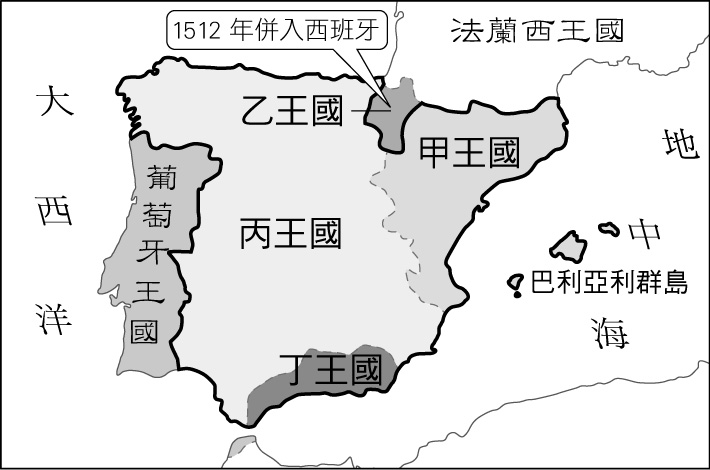 1512 年併入西班牙
法蘭西王國
大西洋
乙王國
甲王國
地中海
葡萄牙王國
丙王國
巴利亞利群島
丁王國